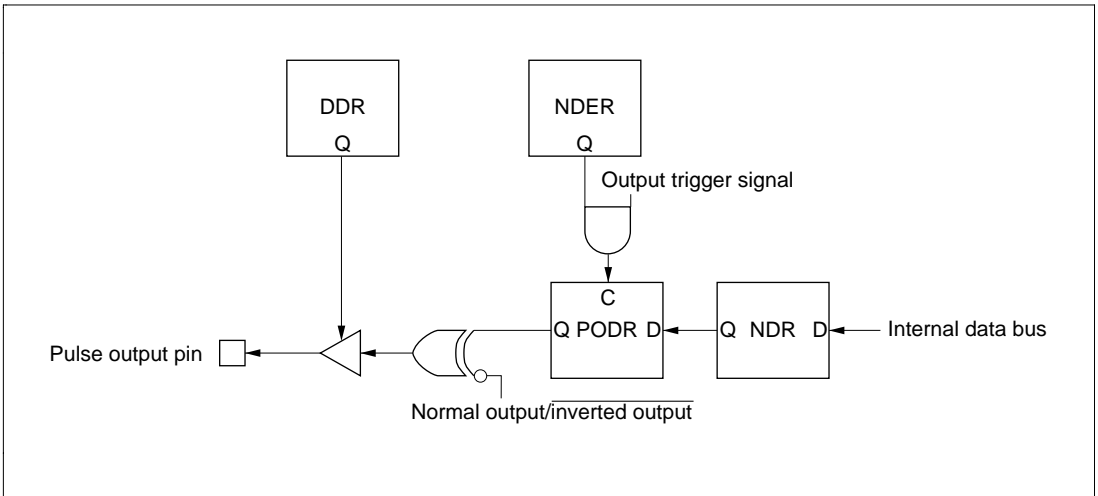 DDR
Q
NDER
Q
Output trigger signal
C
Q PODR D
Q NDR D
Internal data bus
Pulse output pin
Normal output/inverted output